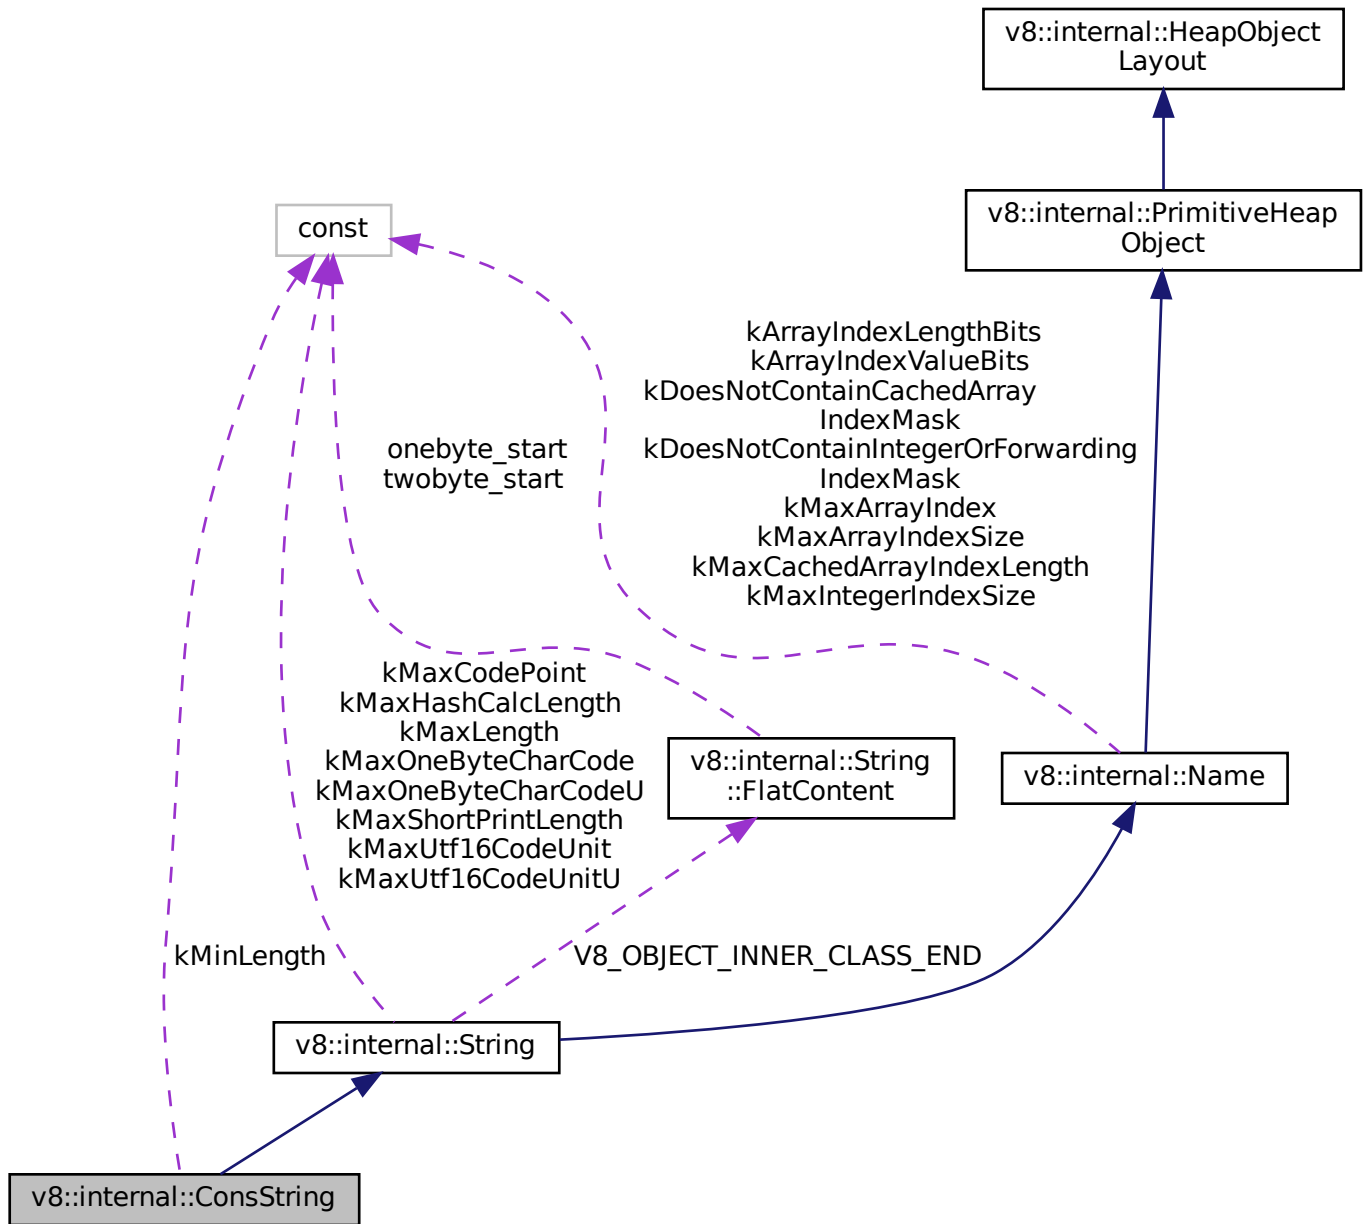 v8::internal::HeapObject
Layout
v8::internal::PrimitiveHeap
Object
const
kArrayIndexLengthBits
kArrayIndexValueBits
kDoesNotContainCachedArray
IndexMask
kDoesNotContainIntegerOrForwarding
IndexMask
kMaxArrayIndex
kMaxArrayIndexSize
kMaxCachedArrayIndexLength
kMaxIntegerIndexSize
onebyte_start
twobyte_start
kMaxCodePoint
kMaxHashCalcLength
kMaxLength
kMaxOneByteCharCode
kMaxOneByteCharCodeU
kMaxShortPrintLength
kMaxUtf16CodeUnit
kMaxUtf16CodeUnitU
v8::internal::String
::FlatContent
v8::internal::Name
kMinLength
V8_OBJECT_INNER_CLASS_END
v8::internal::String
v8::internal::ConsString